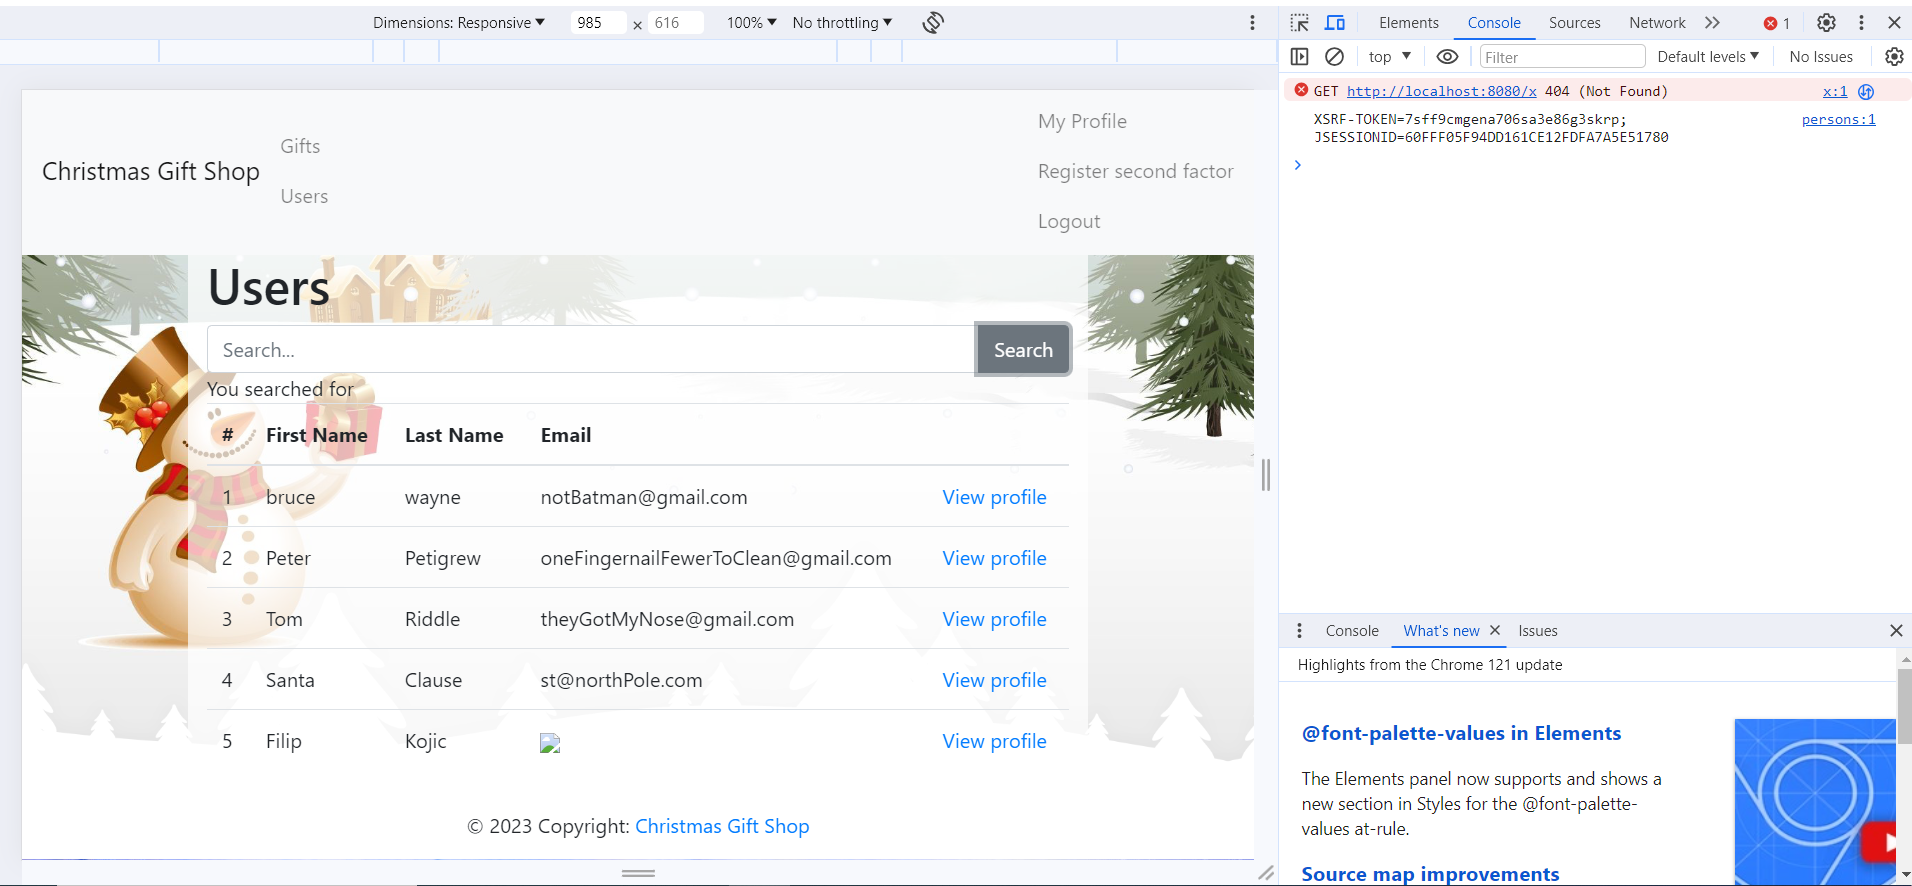 Dimensions: Responsive ▼ 985 × 616 100% ▼ No throttling ▼
Christmas Gift Shop
Gifts
Users
My Profile
Register second factor
Logout
Users
Search...
Search
You searched for
# First Name Last Name Email
1 bruce wayne notBatman@gmail.com View profile
2 Peter Petigrew oneFingernailFewerToClean@gmail.com View profile
3 Tom Riddle theyGotMyNose@gmail.com View profile
4 Santa Clause st@northPole.com View profile
5 Filip Kojic View profile
© 2023 Copyright: Christmas Gift Shop
Elements Console Sources Network 1
top ▼ Filter Default levels ▼ No Issues
GET http://localhost:8080/x 404 (Not Found) x:1
XSRF-TOKEN=7sff9cmgena706sa3e86g3skrp; persons:1
JSESSIONID=60FFF05F94DD161CE12FDFA7A5E51780
Console What's new Issues
Highlights from the Chrome 121 update
@font-palette-values in Elements
The Elements panel now supports and shows a
new section in Styles for the @font-palette-
values at-rule.
Source map improvements